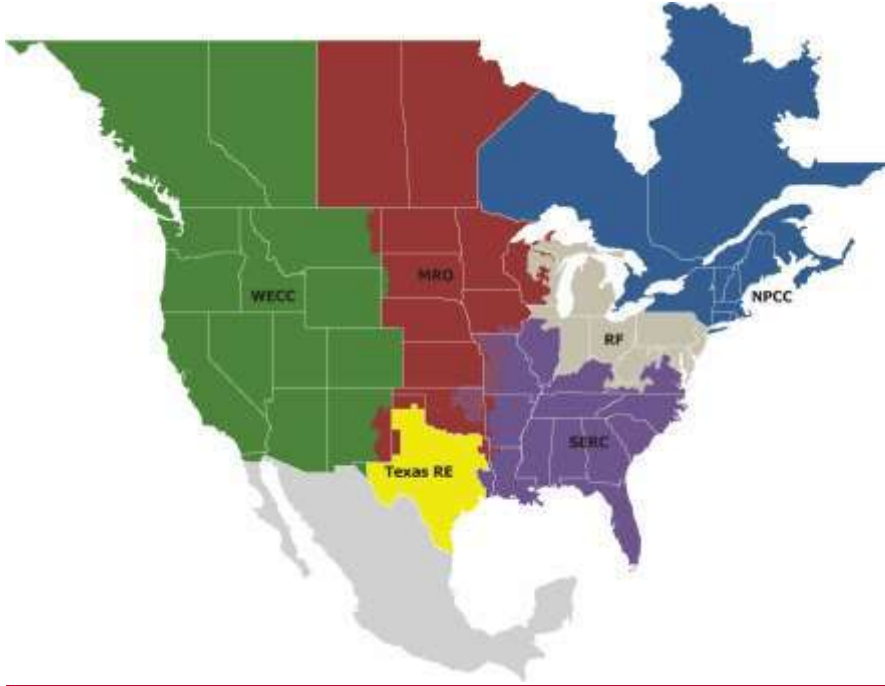 WECC
MRO
NPCC
RF
SERC
Texas RE